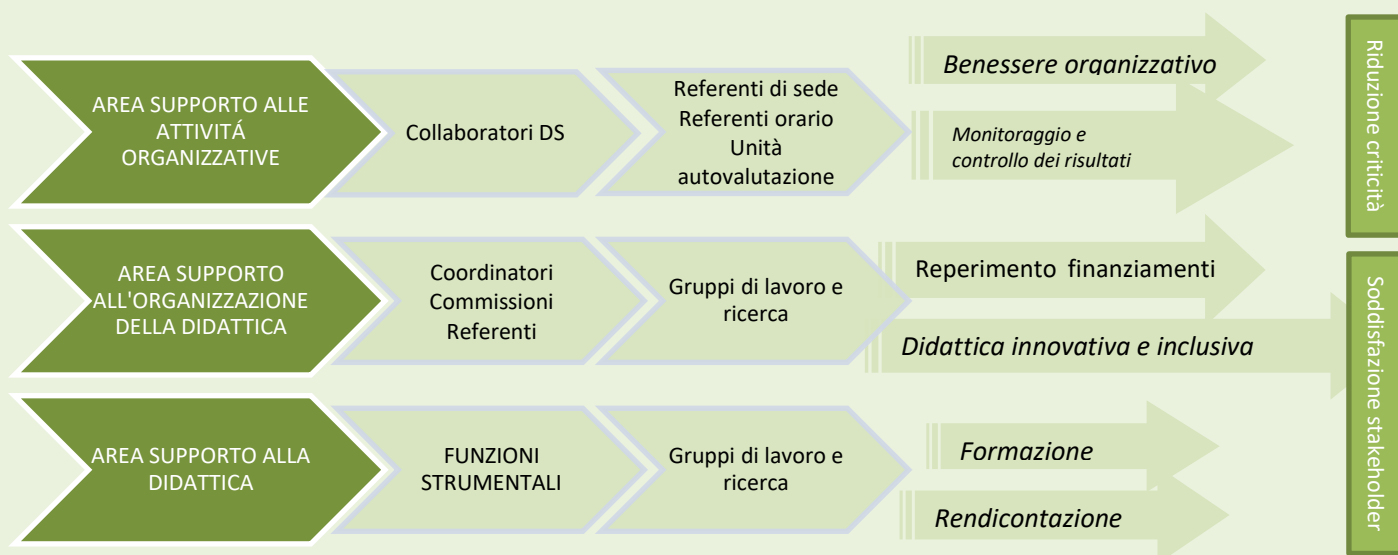 AREA SUPPORTO ALLE
ATTIVITÁ
ORGANIZZATIVE
Collaboratori DS
Referenti di sede
Referenti orario
Unità
autovalutazione
Benessere organizzativo
Monitoraggio e
controllo dei risultati
Riduzione criticità
AREA SUPPORTO
ALL'ORGANIZZAZIONE
DELLA DIDATTICA
Coordinatori
Commissioni
Referenti
Gruppi di lavoro e
ricerca
Reperimento finanziamenti
Didattica innovativa e inclusiva
Soddisfazione stakeholder
AREA SUPPORTO ALLA
DIDATTICA
FUNZIONI
STRUMENTALI
Gruppi di lavoro e
ricerca
Formazione
Rendicontazione